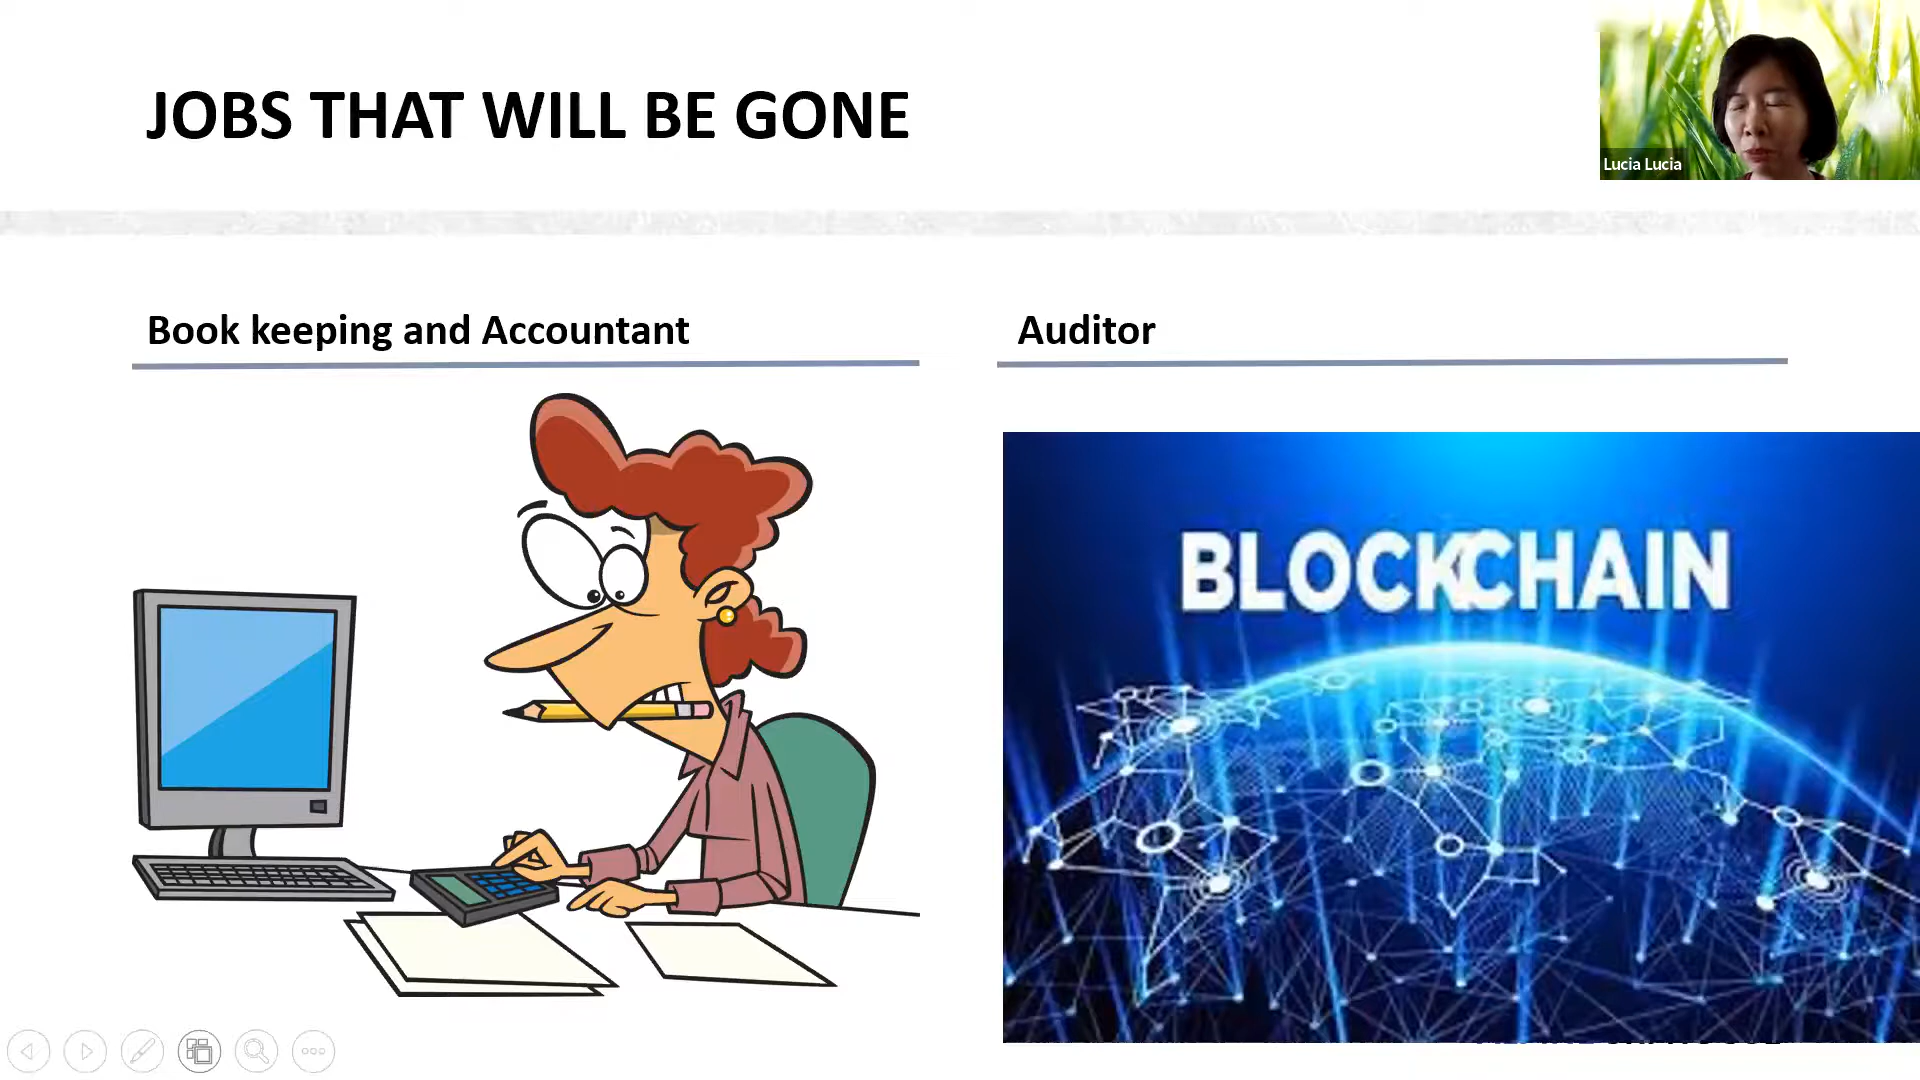 JOBS THAT WILL BE GONE
Lucia Lucia
Book keeping and Accountant
Auditor
BLOCKCHAIN